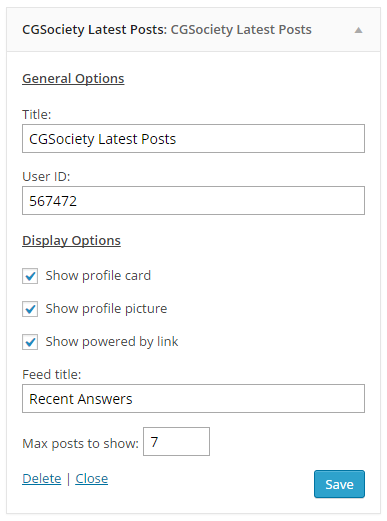 CGSociety Latest Posts: CGSociety Latest Posts
General Options
Title:
CGSociety Latest Posts
User ID:
567472
Display Options
Show profile card
Show profile picture
Show powered by link
Feed title:
Recent Answers
Max posts to show: 7
Delete | Close Save